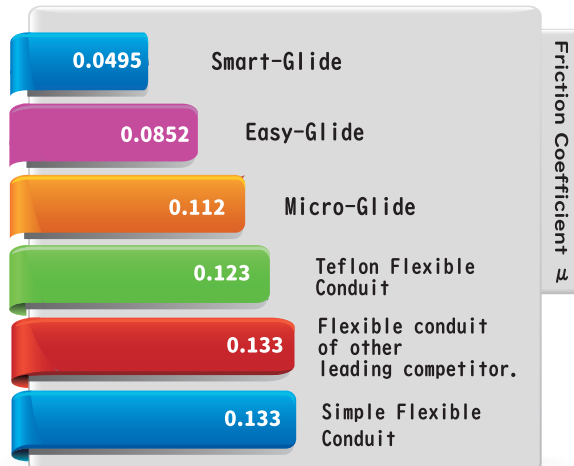 0.0495 Smart-Glide
0.0852 Easy-Glide
0.112 Micro-Glide
0.123 Teflon Flexible
Conduit
0.133 Flexible conduit
of other
leading competitor.
0.133 Simple Flexible
Conduit
Friction Coefficient μ